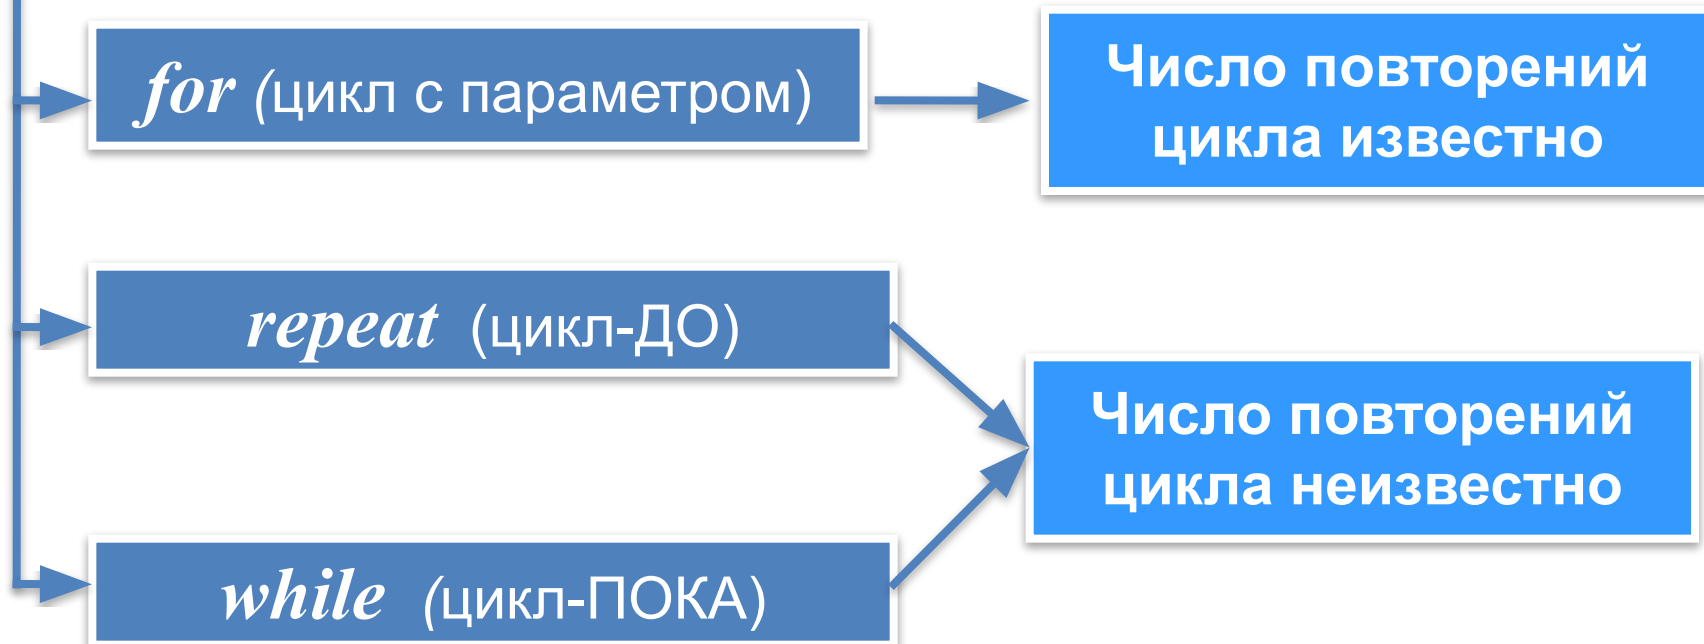 for (цикл с параметром)
Число повторений
цикла известно
repeat (цикл-ДО)
Число повторений
цикла неизвестно
while (цикл-ПОКА)